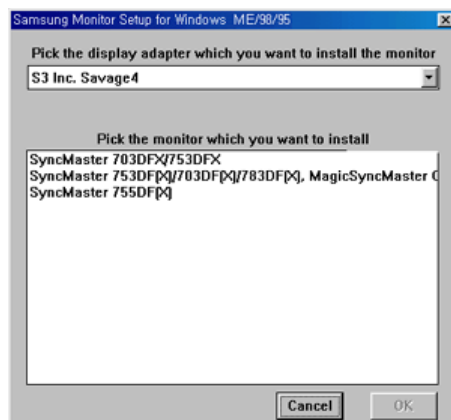 Samsung Monitor Setup for Windows ME/98/95
Pick the display adapter which you want to install the monitor
S3 Inc. Savage4
Pick the monitor which you want to install
SyncMaster 703DFX/753DFX
SyncMaster 753DF(X)/703DF(X)/783DF(X), MagicSyncMaster
SyncMaster 755DF(X)
Cancel OK